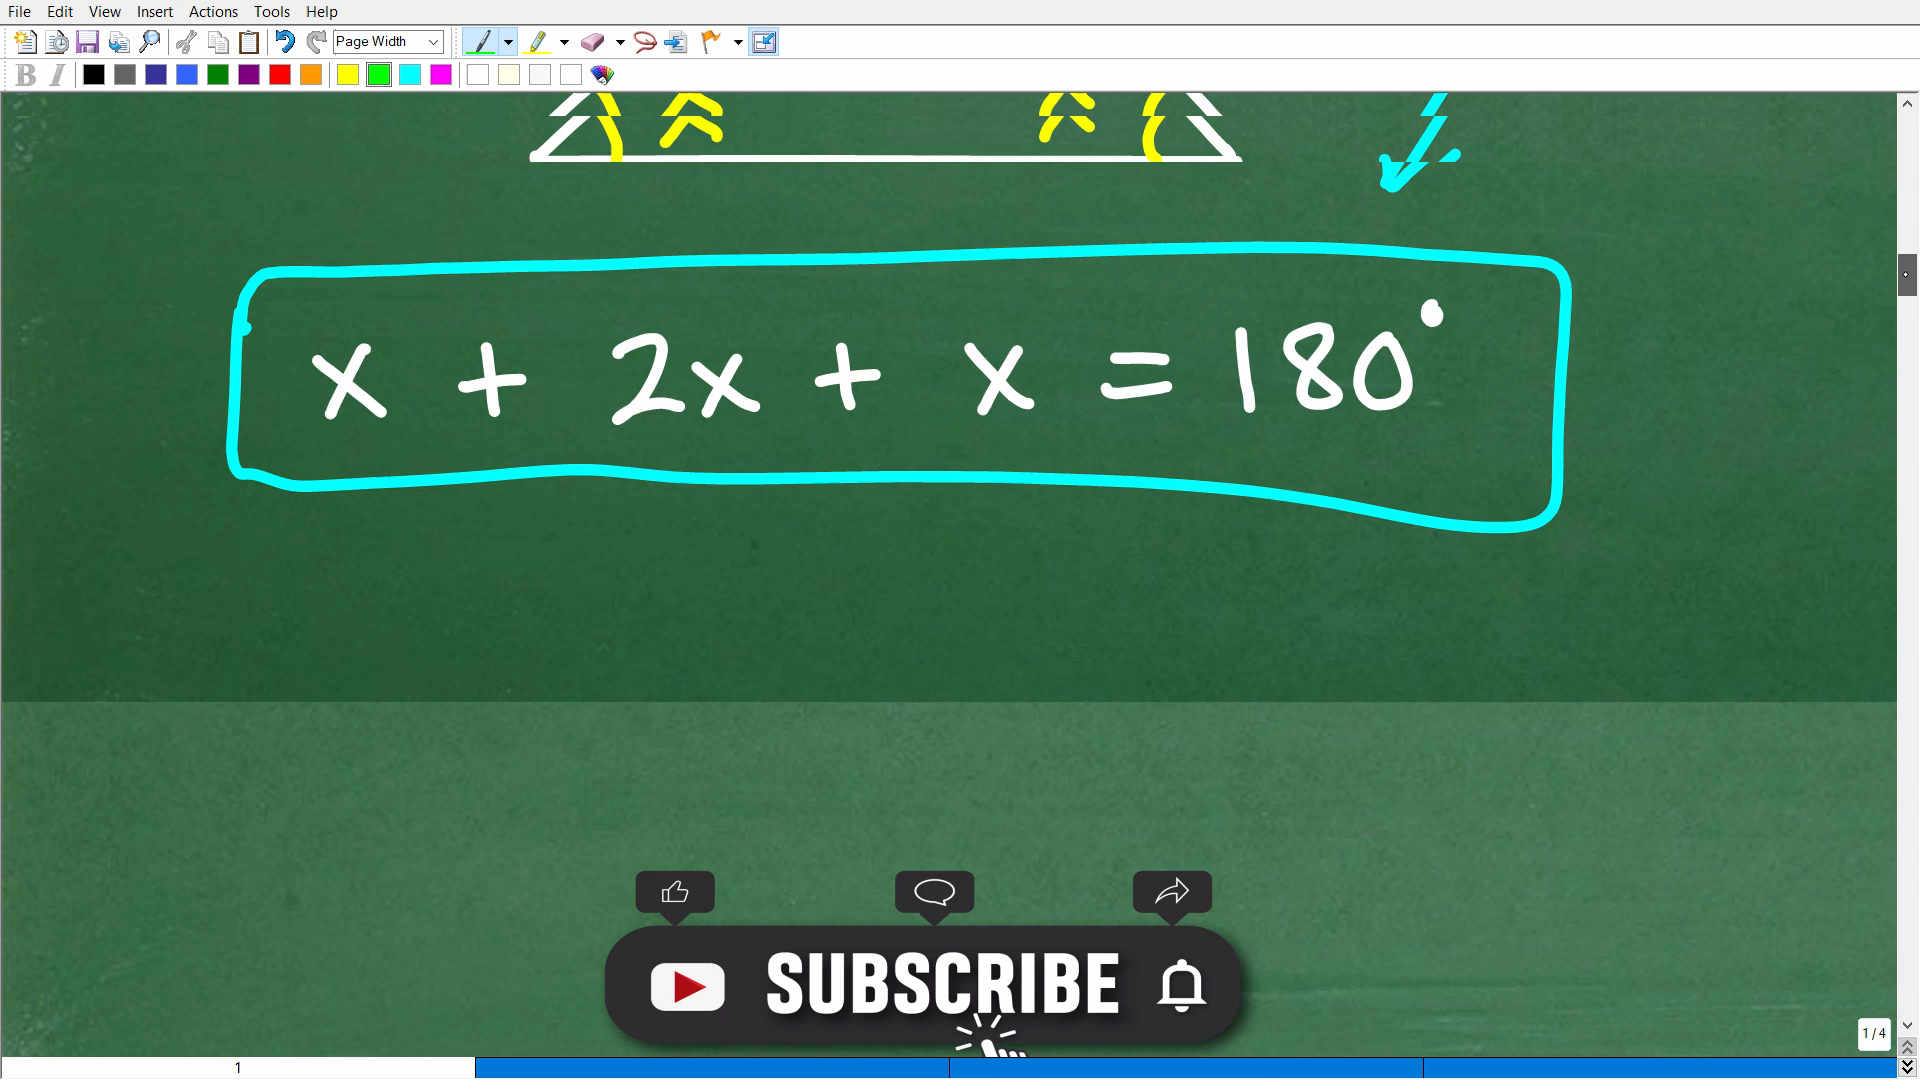 File Edit View Insert Actions Tools Help
Page Width
B I
x + 2x + x = 180°
SUBSCRIBE
1 / 4
1